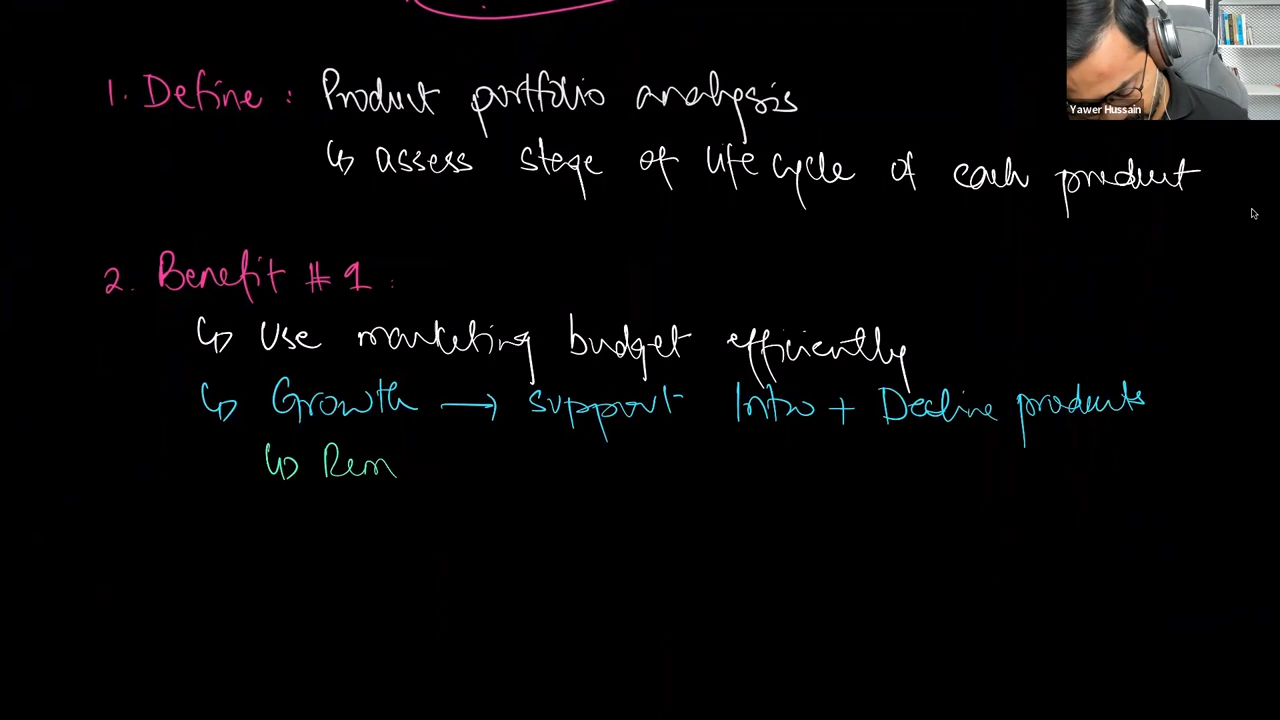 1. Define : Product portfolio analysis
↳ assess stage of life cycle of each product
Yawer Hussain
2. Benefit #1 :
↳ Use marketing budget efficiently
↳ Growth → support Intro + Decline products
↳ Rem